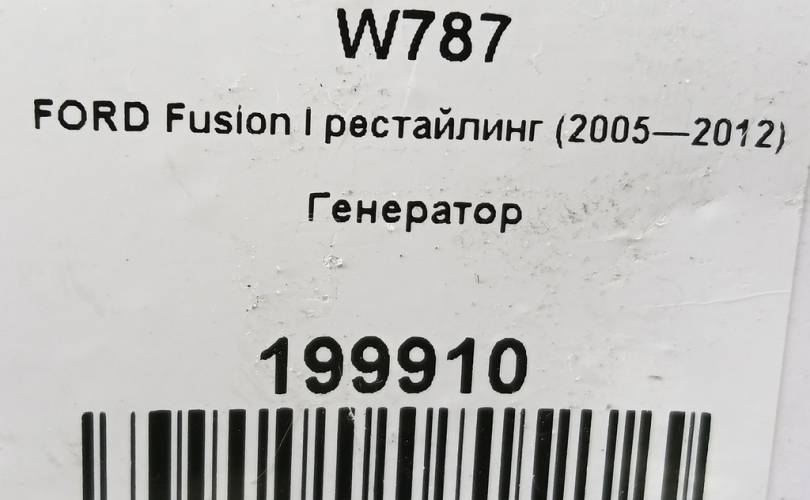 W787
FORD Fusion I рестайлинг (2005—2012)
Генератор
199910